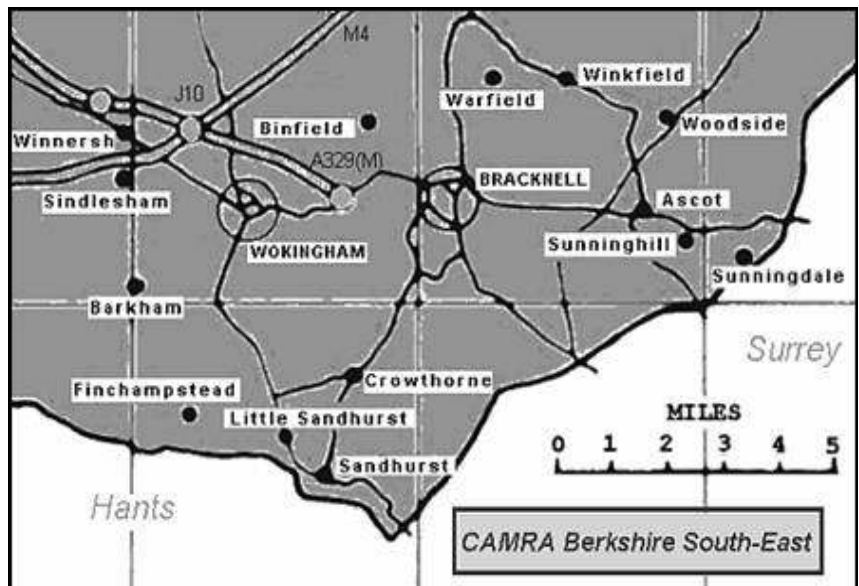 M4
J10
Winkfield
Warfield
Binfield
Woodside
Winnersh
A329(M)
BRACKNELL
Sindlesham
Ascot
WOKINGHAM
Sunninghill
Sunningdale
Barkham
Surrey
Crowthorne
Finchampstead
Little Sandhurst
MILES
0 1 2 3 4 5
Sandhurst
Hants
CAMRA Berkshire South-East